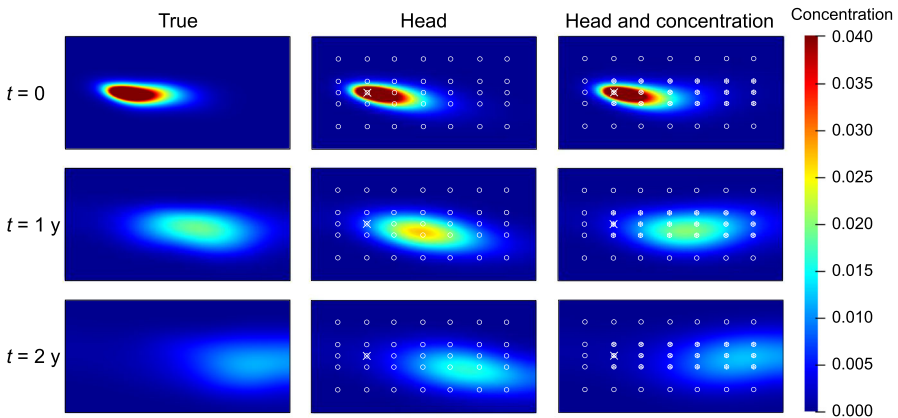 True
Head
Head and concentration
Concentration
t = 0
t = 1 y
t = 2 y
0.040
0.035
0.030
0.025
0.020
0.015
0.010
0.005
0.000